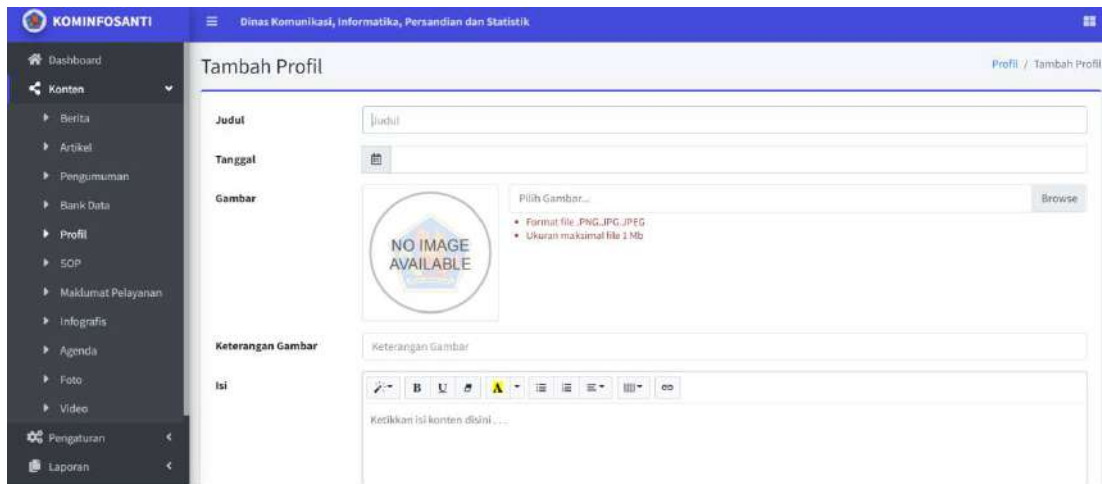 KOMINFOSANTI
Dinas Komunikasi, Informatika, Persandian dan Statistik
Dashboard
Konten
Berita
Artikel
Pengumuman
Bank Data
Profil
SOP
Maklumat Pelayanan
Infografis
Agenda
Foto
Video
Pengaturan
Laporan
Tambah Profil
Profil / Tambah Profil
Judul
Judul
Tanggal
Gambar
NO IMAGE
AVAILABLE
Pilih Gambar...
Browse
Format file .PNG.JPG.JPEG
Ukuran maksimal file 1 Mb
Keterangan Gambar
Keterangan Gambar
Isi
B U A
Ketikkan isi konten disini . . .